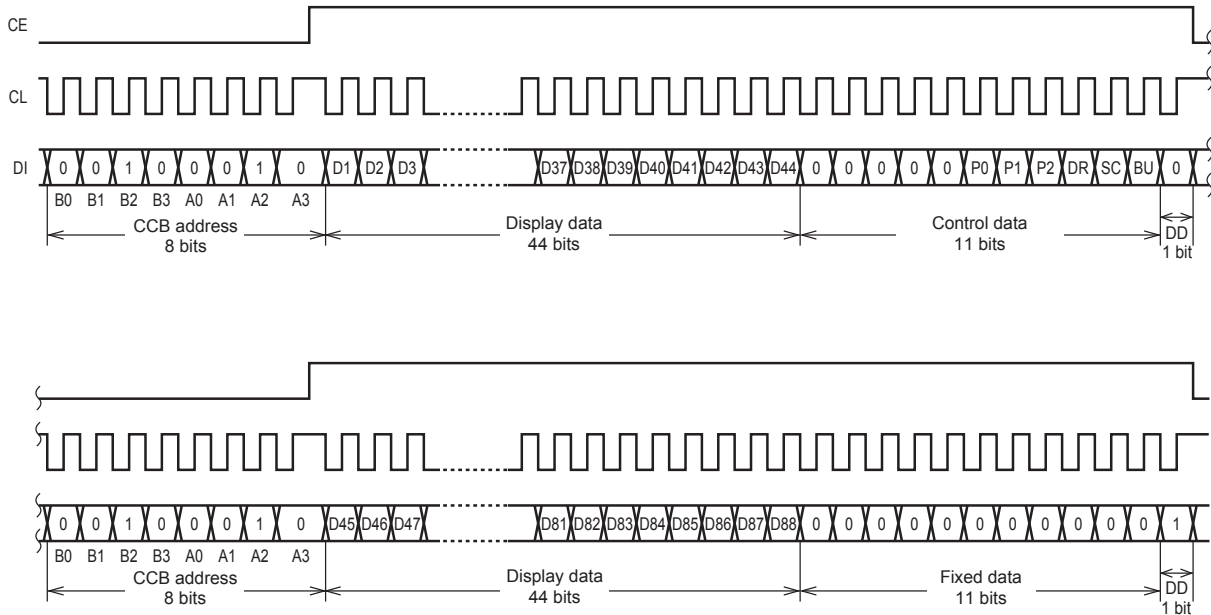 CE
CL
DI 0 0 1 0 0 0 1 0 D1 D2 D3 D37 D38 D39 D40 D41 D42 D43 D44 0 0 0 0 0 P0 P1 P2 DR SC BU 0
B0 B1 B2 B3 A0 A1 A2 A3
CCB address Display data Control data DD
8 bits 44 bits 11 bits 1 bit
0 0 1 0 0 0 1 0 D45 D46 D47 D81 D82 D83 D84 D85 D86 D87 D88 0 0 0 0 0 0 0 0 0 0 0 1
B0 B1 B2 B3 A0 A1 A2 A3
CCB address Display data Fixed data DD
8 bits 44 bits 11 bits 1 bit